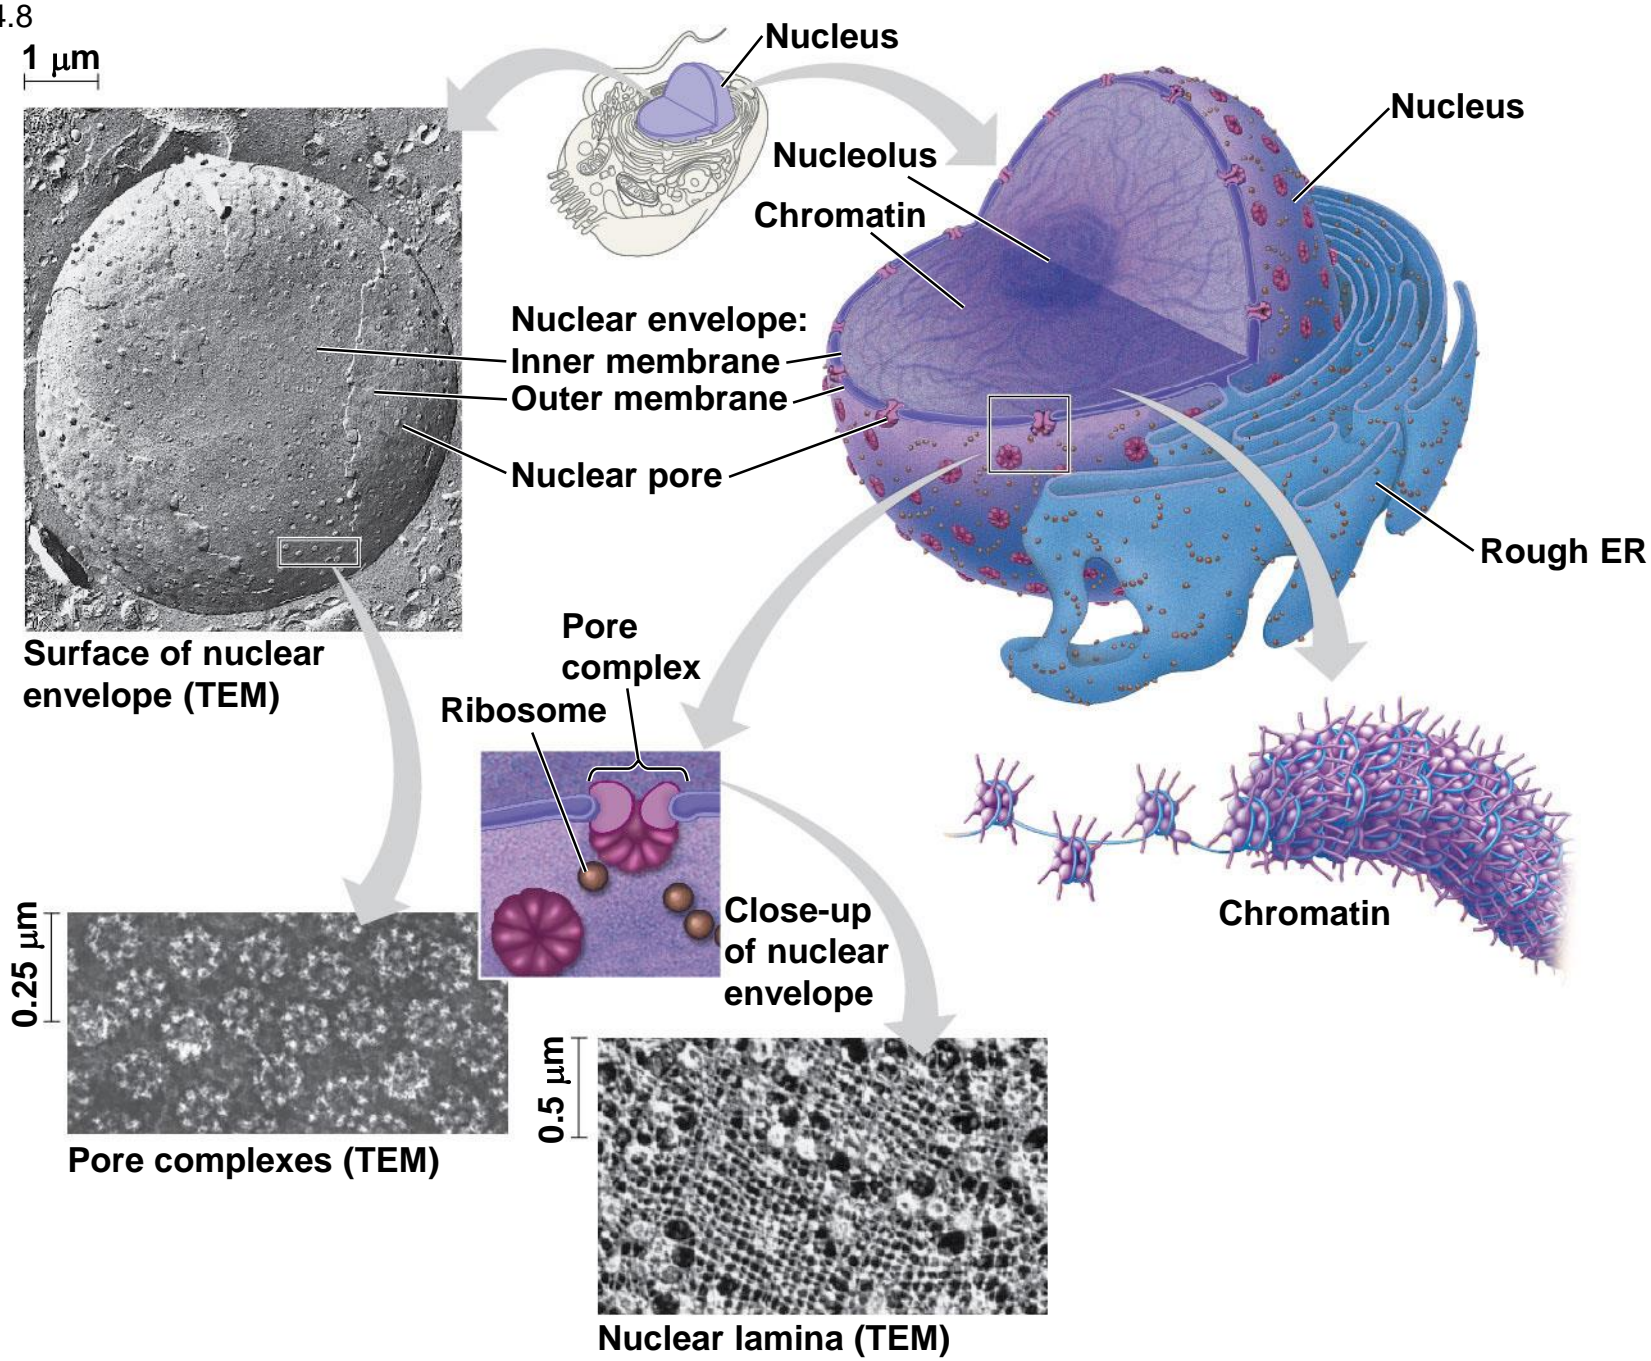 4.8
1 μm
Nucleus
Nucleus
Nucleolus
Chromatin
Nuclear envelope:
Inner membrane
Outer membrane
Nuclear pore
Rough ER
Surface of nuclear
envelope (TEM)
Pore
complex
Ribosome
Close-up
of nuclear
envelope
Chromatin
0.25 μm
Pore complexes (TEM)
0.5 μm
Nuclear lamina (TEM)